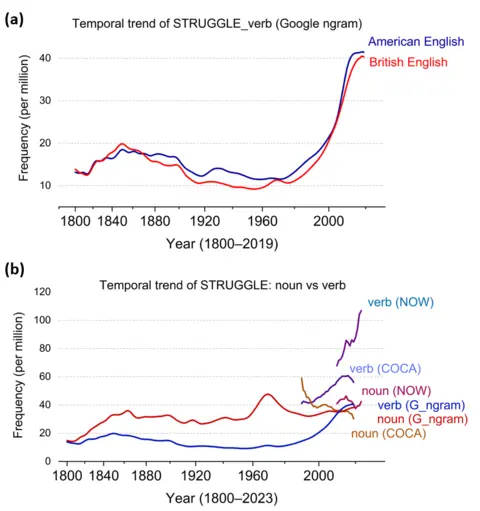 (a)
Temporal trend of STRUGGLE_verb (Google ngram)
American English
British English
Frequency (per million)
40
30
20
10
1800 1840 1880 1920 1960 2000
Year (1800–2019)
(b)
Temporal trend of STRUGGLE: noun vs verb
Frequency (per million)
120
100
80
60
40
20
0
verb (NOW)
verb (COCA)
noun (NOW)
verb (G_ngram)
noun (G_ngram)
noun (COCA)
1800 1840 1880 1920 1960 2000
Year (1800–2023)